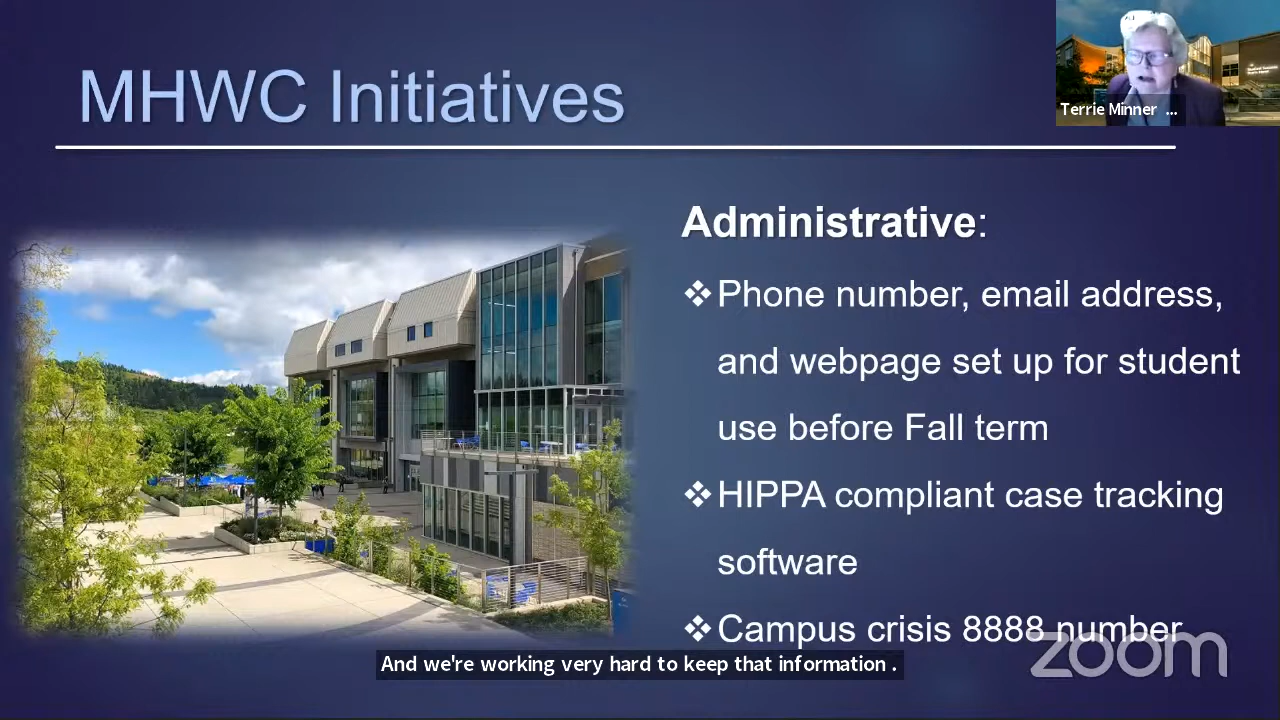 MHWC Initiatives
Terrie Minner ...
Administrative:
❖Phone number, email address,
and webpage set up for student
use before Fall term
❖HIPPA compliant case tracking
software
❖Campus crisis 8888 number
And we're working very hard to keep that information .
zoom